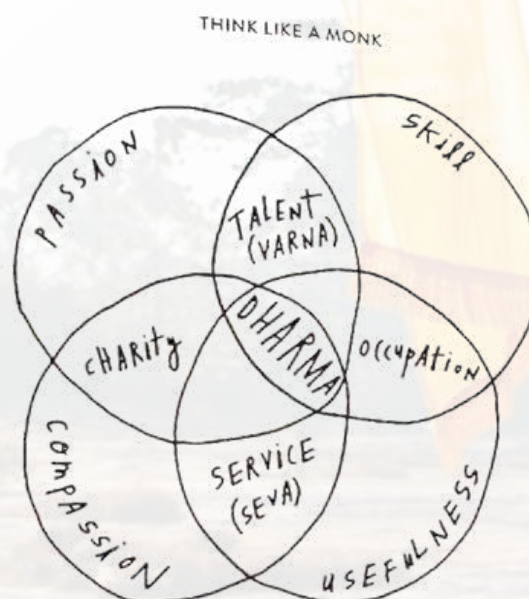 THINK LIKE A MONK
PASSION
SKILL
TALENT
(VARNA)
DHARMA
CHARITY
OCCUPATION
SERVICE
(SEVA)
COMPASSION
USEFULNESS